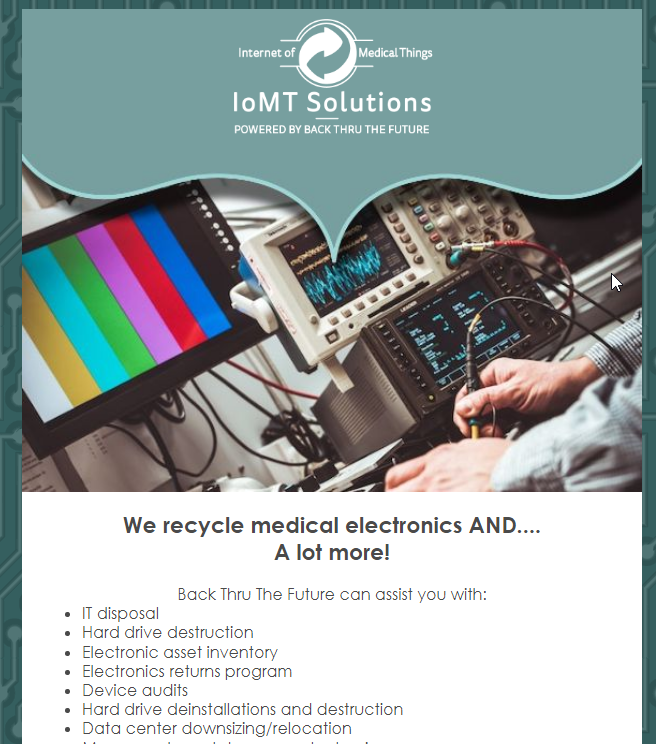 Internet of Medical Things
IoMT Solutions
POWERED BY BACK THRU THE FUTURE
LEADER
We recycle medical electronics AND....
A lot more!
Back Thru The Future can assist you with:
• IT disposal
• Hard drive destruction
• Electronic asset inventory
• Electronics returns program
• Device audits
• Hard drive deinstallations and destruction
• Data center downsizing/relocation